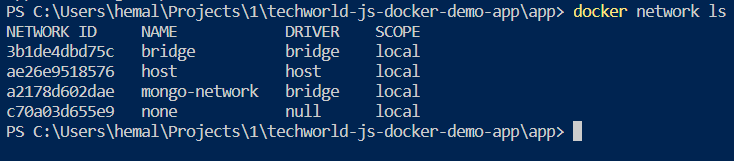 PS C:\Users\hemal\Projects\1\techworld-js-docker-demo-app\app> docker network ls
NETWORK ID     NAME            DRIVER    SCOPE
3b1de4dbd75c   bridge          bridge    local
ae26e9518576   host            host      local
a2178d602dae   mongo-network   bridge    local
c70a03d655e9   none            null      local
PS C:\Users\hemal\Projects\1\techworld-js-docker-demo-app\app>